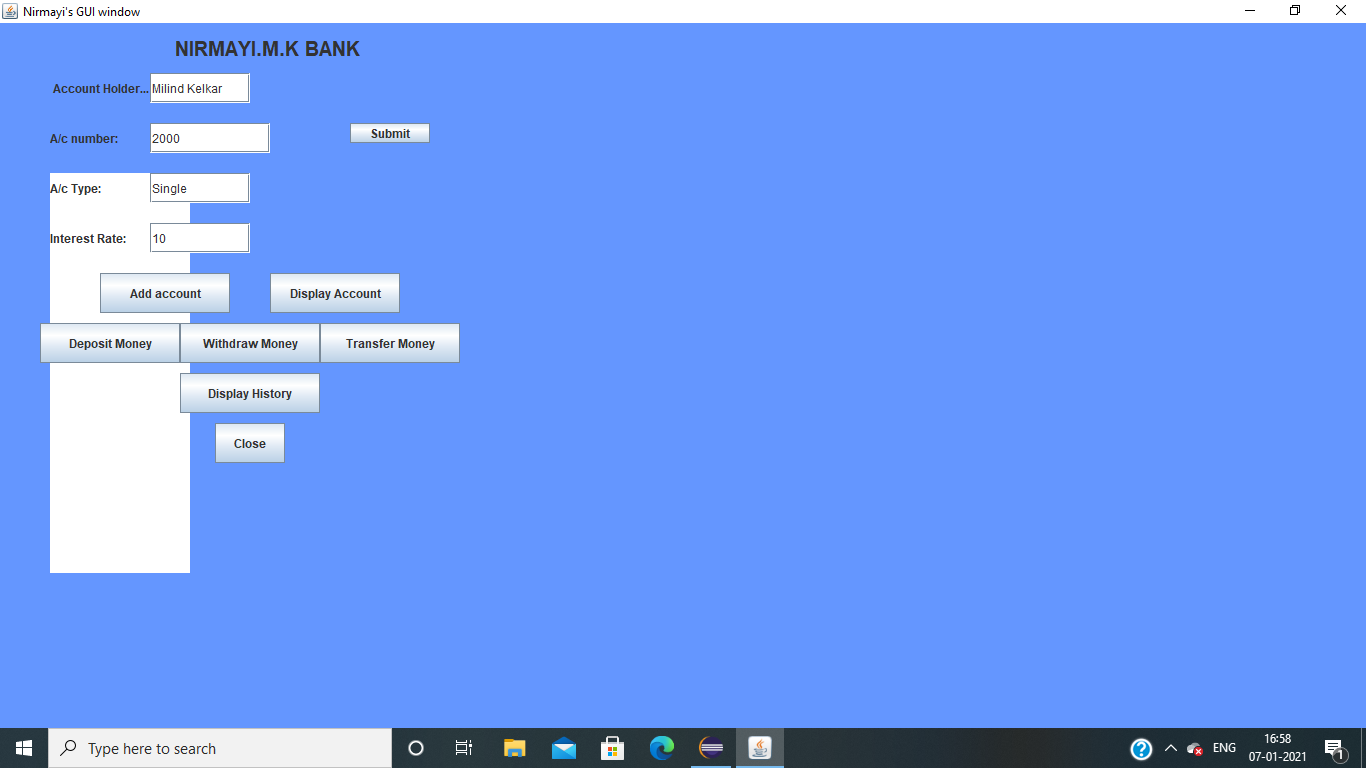 Nirmayi's GUI window
NIRMAYI.M.K BANK
Account Holder... Milind Kelkar
A/c number: 2000 Submit
A/c Type: Single
Interest Rate: 10
Add account Display Account
Deposit Money Withdraw Money Transfer Money
Display History
Close
Type here to search
ENG
16:58
07-01-2021
1